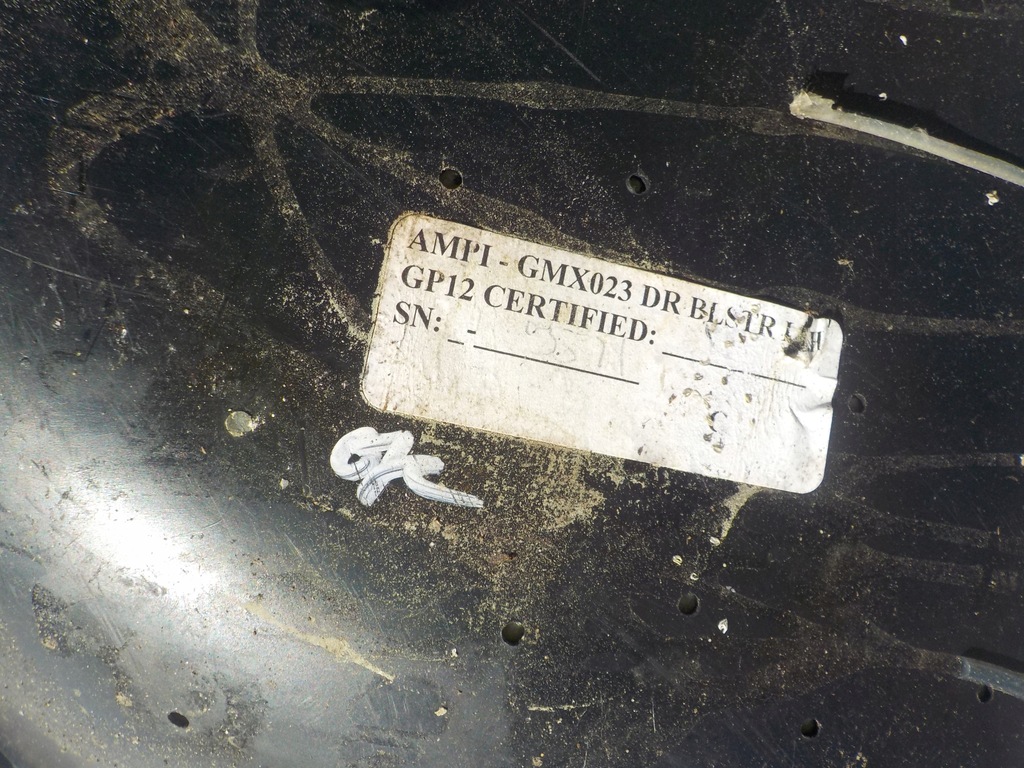 AMPI - GMX023 DR BLSTR
GP12 CERTIFIED:
SN: _-